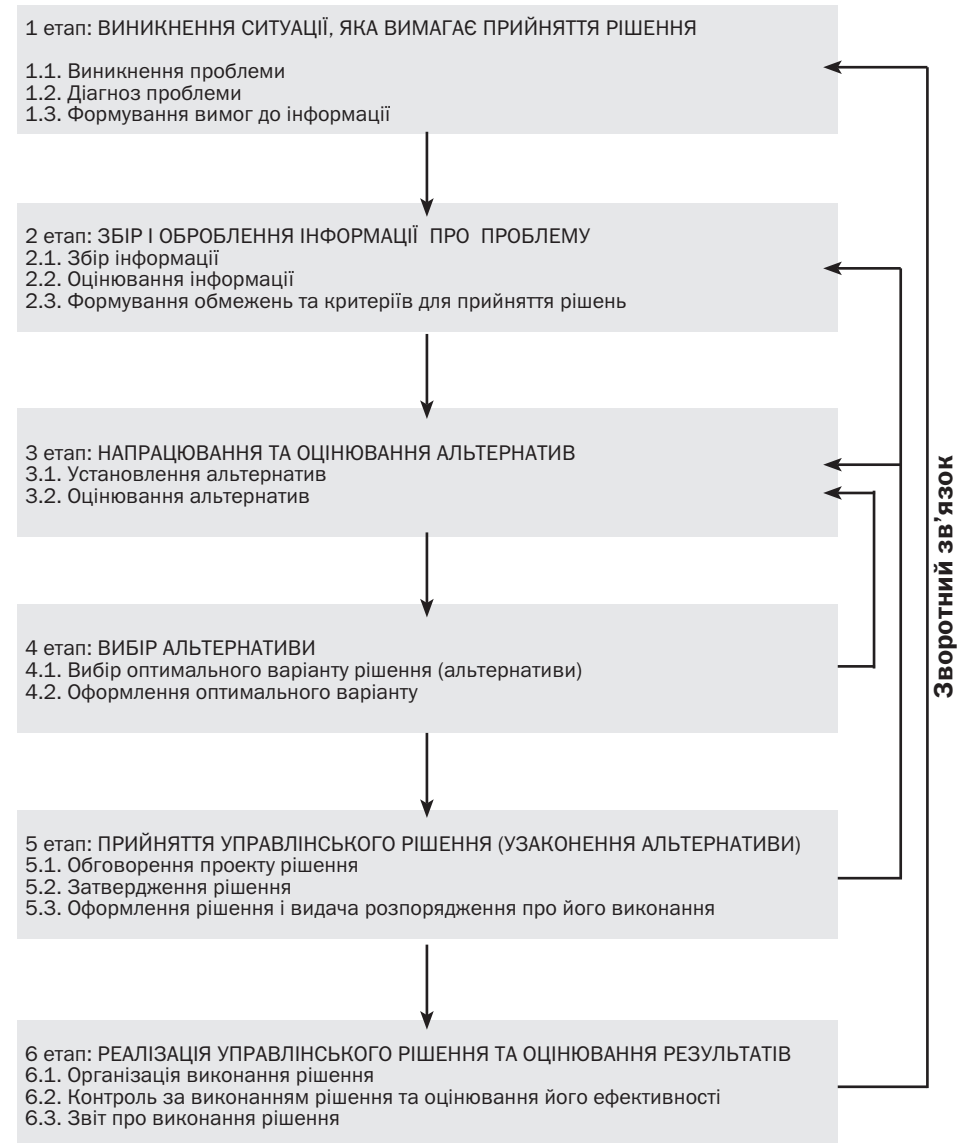 1 етап: ВИНИКНЕННЯ СИТУАЦІЇ, ЯКА ВИМАГАЄ ПРИЙНЯТТЯ РІШЕННЯ
1.1. Виникнення проблеми
1.2. Діагноз проблеми
1.3. Формування вимог до інформації
2 етап: ЗБІР І ОБРОБЛЕННЯ ІНФОРМАЦІЇ ПРО ПРОБЛЕМУ
2.1. Збір інформації
2.2. Оцінювання інформації
2.3. Формування обмежень та критеріїв для прийняття рішень
3 етап: НАПРАЦЮВАННЯ ТА ОЦІНЮВАННЯ АЛЬТЕРНАТИВ
3.1. Установлення альтернатив
3.2. Оцінювання альтернатив
4 етап: ВИБІР АЛЬТЕРНАТИВИ
4.1. Вибір оптимального варіанту рішення (альтернативи)
4.2. Оформлення оптимального варіанту
5 етап: ПРИЙНЯТТЯ УПРАВЛІНСЬКОГО РІШЕННЯ (УЗАКОНЕННЯ АЛЬТЕРНАТИВИ)
5.1. Обговорення проекту рішення
5.2. Затвердження рішення
5.3. Оформлення рішення і видача розпорядження про його виконання
6 етап: РЕАЛІЗАЦІЯ УПРАВЛІНСЬКОГО РІШЕННЯ ТА ОЦІНЮВАННЯ РЕЗУЛЬТАТІВ
6.1. Організація виконання рішення
6.2. Контроль за виконанням рішення та оцінювання його ефективності
6.3. Звіт про виконання рішення
Зворотний зв’язок